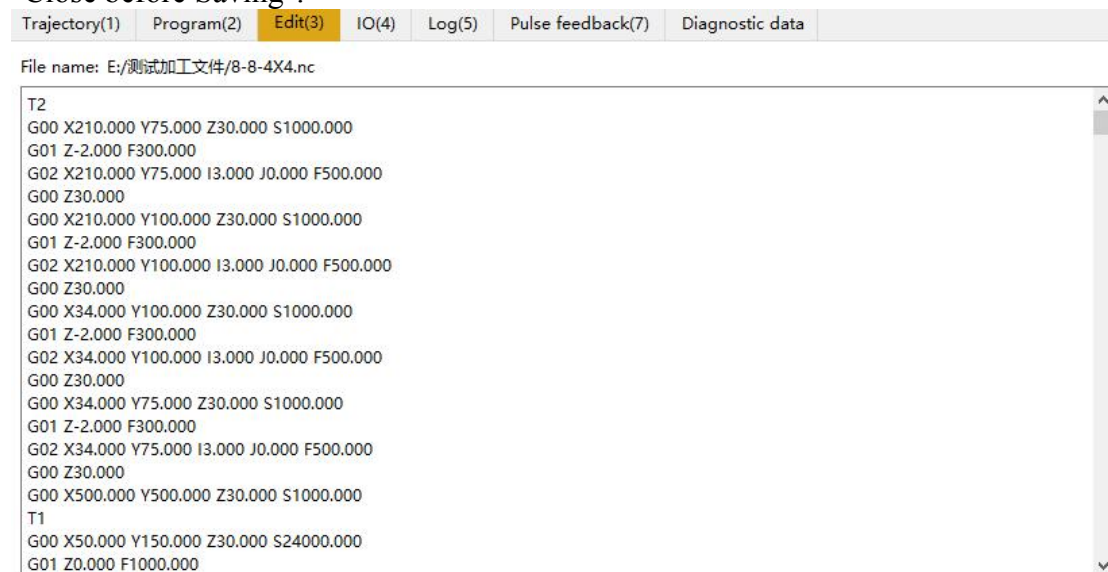 Close before Saving".
Trajectory(1) Program(2) Edit(3) IO(4) Log(5) Pulse feedback(7) Diagnostic data
File name: E:/测试加工文件/8-8-4X4.nc
T2
G00 X210.000 Y75.000 Z30.000 S1000.000
G01 Z-2.000 F300.000
G02 X210.000 Y75.000 I3.000 J0.000 F500.000
G00 Z30.000
G00 X210.000 Y100.000 Z30.000 S1000.000
G01 Z-2.000 F300.000
G02 X210.000 Y100.000 I3.000 J0.000 F500.000
G00 Z30.000
G00 X34.000 Y100.000 Z30.000 S1000.000
G01 Z-2.000 F300.000
G02 X34.000 Y100.000 I3.000 J0.000 F500.000
G00 Z30.000
G00 X34.000 Y75.000 Z30.000 S1000.000
G01 Z-2.000 F300.000
G02 X34.000 Y75.000 I3.000 J0.000 F500.000
G00 Z30.000
G00 X500.000 Y500.000 Z30.000 S1000.000
T1
G00 X50.000 Y150.000 Z30.000 S24000.000
G01 Z0.000 F1000.000